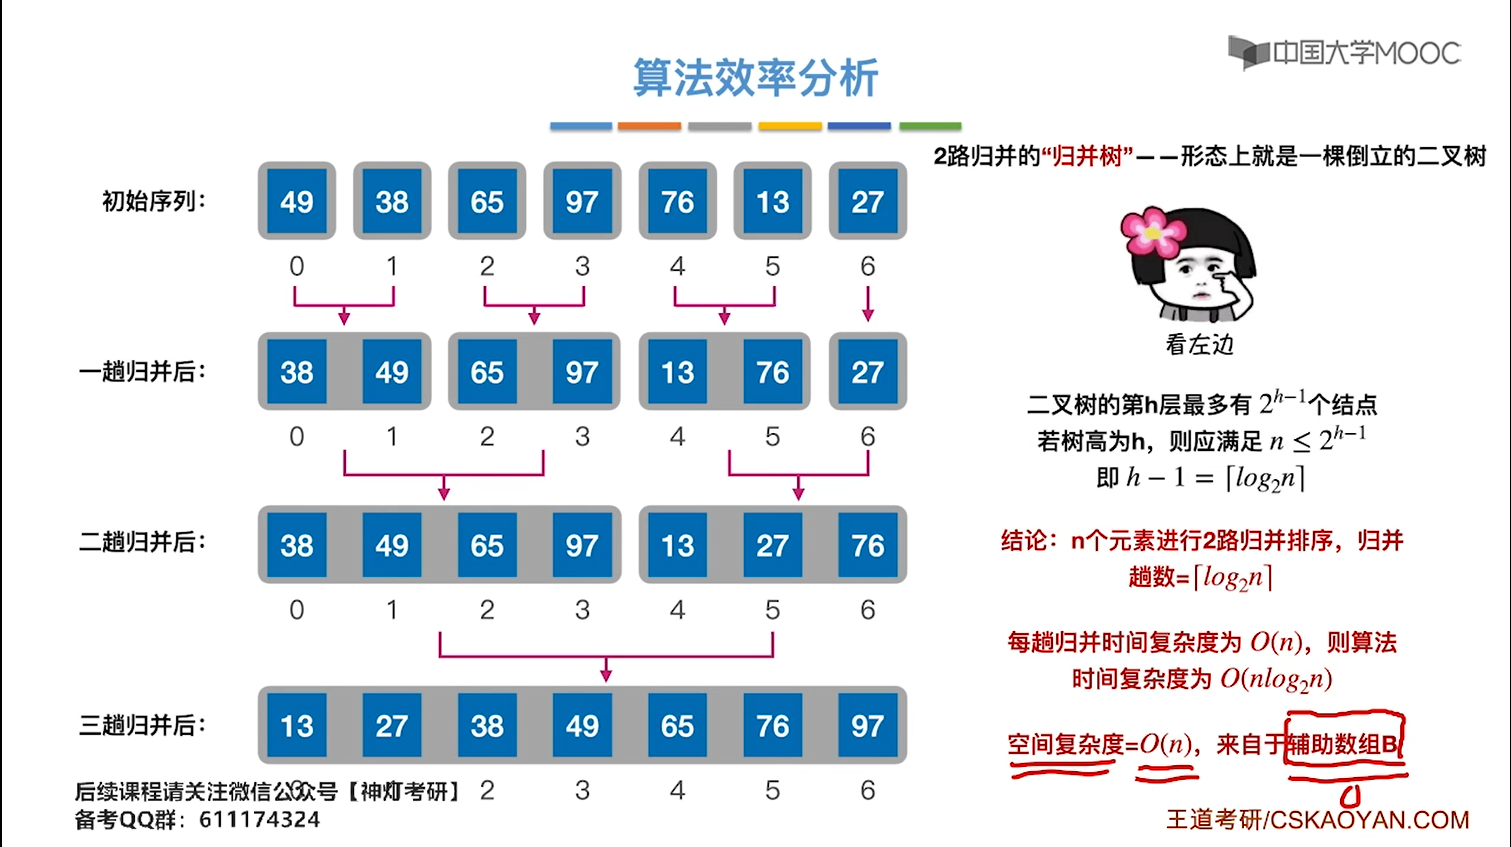 中国大学MOOC
算法效率分析
2路归并的“归并树”——形态上就是一棵倒立的二叉树
初始序列：
49 38 65 97 76 13 27
0 1 2 3 4 5 6
一趟归并后：
38 49 65 97 13 76 27
0 1 2 3 4 5 6
二趟归并后：
38 49 65 97 13 27 76
0 1 2 3 4 5 6
三趟归并后：
13 27 38 49 65 76 97
0 1 2 3 4 5 6
看左边
二叉树的第h层最多有 2^{h−1}个结点
若树高为h，则应满足 n ≤ 2^{h−1}
即 h − 1 = ⌈log₂n⌉
结论：n个元素进行2路归并排序，归并
趟数=⌈log₂n⌉
每趟归并时间复杂度为 O(n)，则算法
时间复杂度为 O(nlog₂n)
空间复杂度=O(n)，来自于辅助数组B
后续课程请关注微信公众号【神灯考研】
备考QQ群：611174324
王道考研/CSKAOYAN.COM